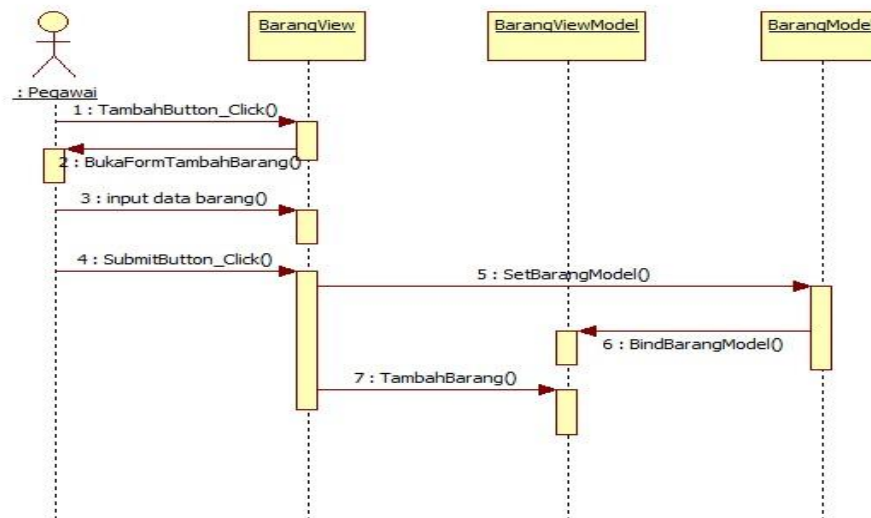 BarangView
BarangViewModel
BarangModel
: Pegawai
1 : TambahButton_Click()
2 : BukaFormTambahBarang()
3 : input data barang()
4 : SubmitButton_Click()
5 : SetBarangModel()
6 : BindBarangModel()
7 : TambahBarang()